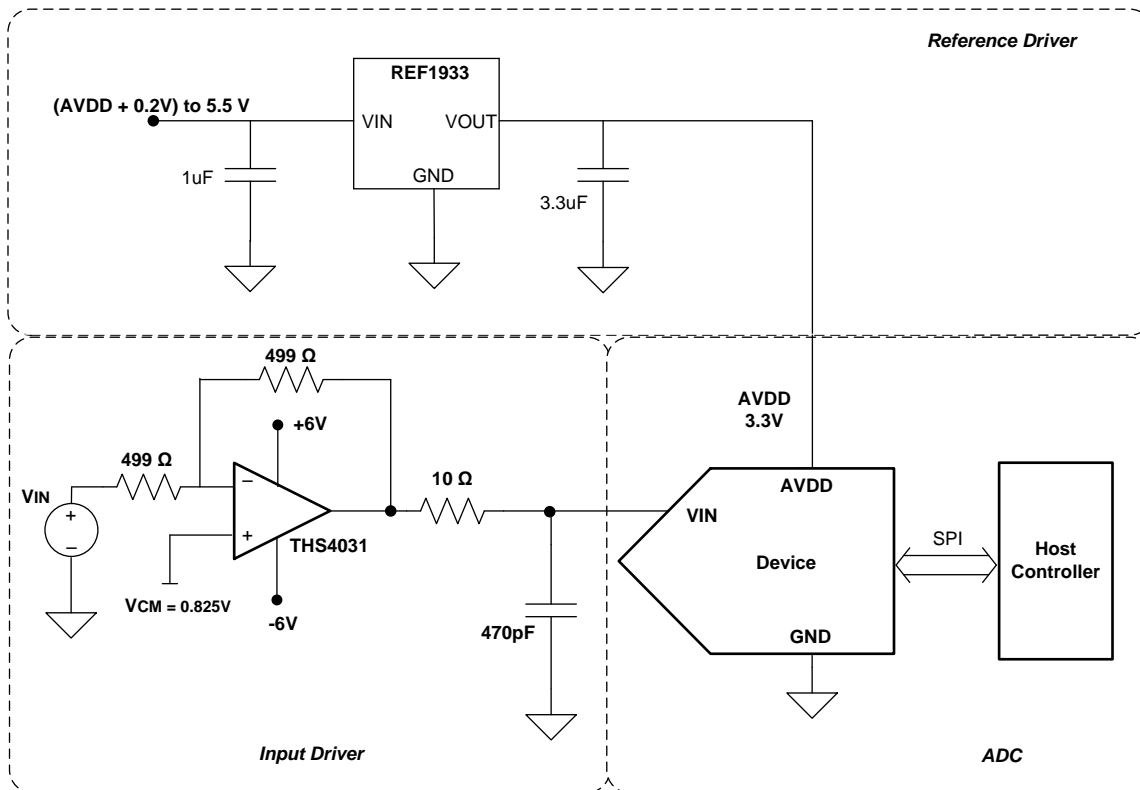 Reference Driver
REF1933
(AVDD + 0.2V) to 5.5 V
VIN
VOUT
GND
1uF
3.3uF
499 Ω
+6V
499 Ω
VIN
+
−
−
+
THS4031
VCM = 0.825V
-6V
10 Ω
470pF
Input Driver
AVDD
3.3V
AVDD
VIN
Device
GND
SPI
Host
Controller
ADC